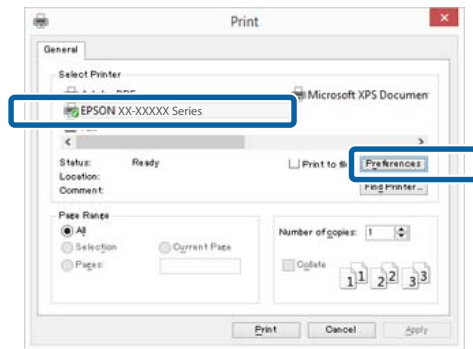 Print
General
Select Printer
Microsoft XPS Documen
EPSON XX-XXXXX Series
Status: Ready
Print to
Preferences
Location:
Comment:
Find Printer...
Page Range
All
Selection
Current Page
Pages:
Number of copies: 1
Collate
1 1 2 2 3 3
Print
Cancel
Apply